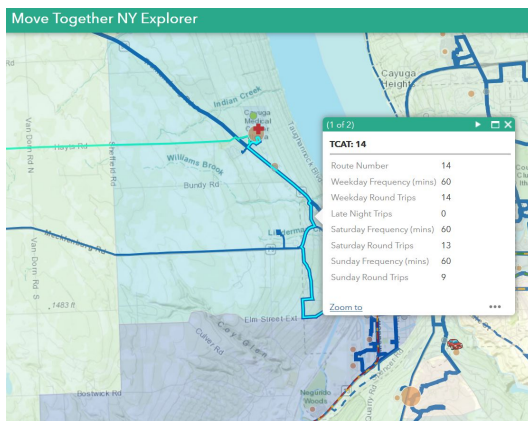 Move Together NY Explorer
Rd
Indian Creek
Cayuga
Heights
Cayuga
Medical
Van Dorn Rd N
Sheffield Rd
Hayts Rd
Taughannock Blvd
Williams Brook
Bundy Rd
(1 of 2)
TCAT: 14
Route Number 14
Weekday Frequency (mins) 60
Weekday Round Trips 14
Late Night Trips 0
Saturday Frequency (mins) 60
Saturday Round Trips 13
Sunday Frequency (mins) 60
Sunday Round Trips 9
Zoom to
Mecklenburg Rd
Van Dorn Rd S
1483 ft
Elm Street-Ext
Culver Rd
Coy Glen
Bostwick Rd
Negundo
Woods